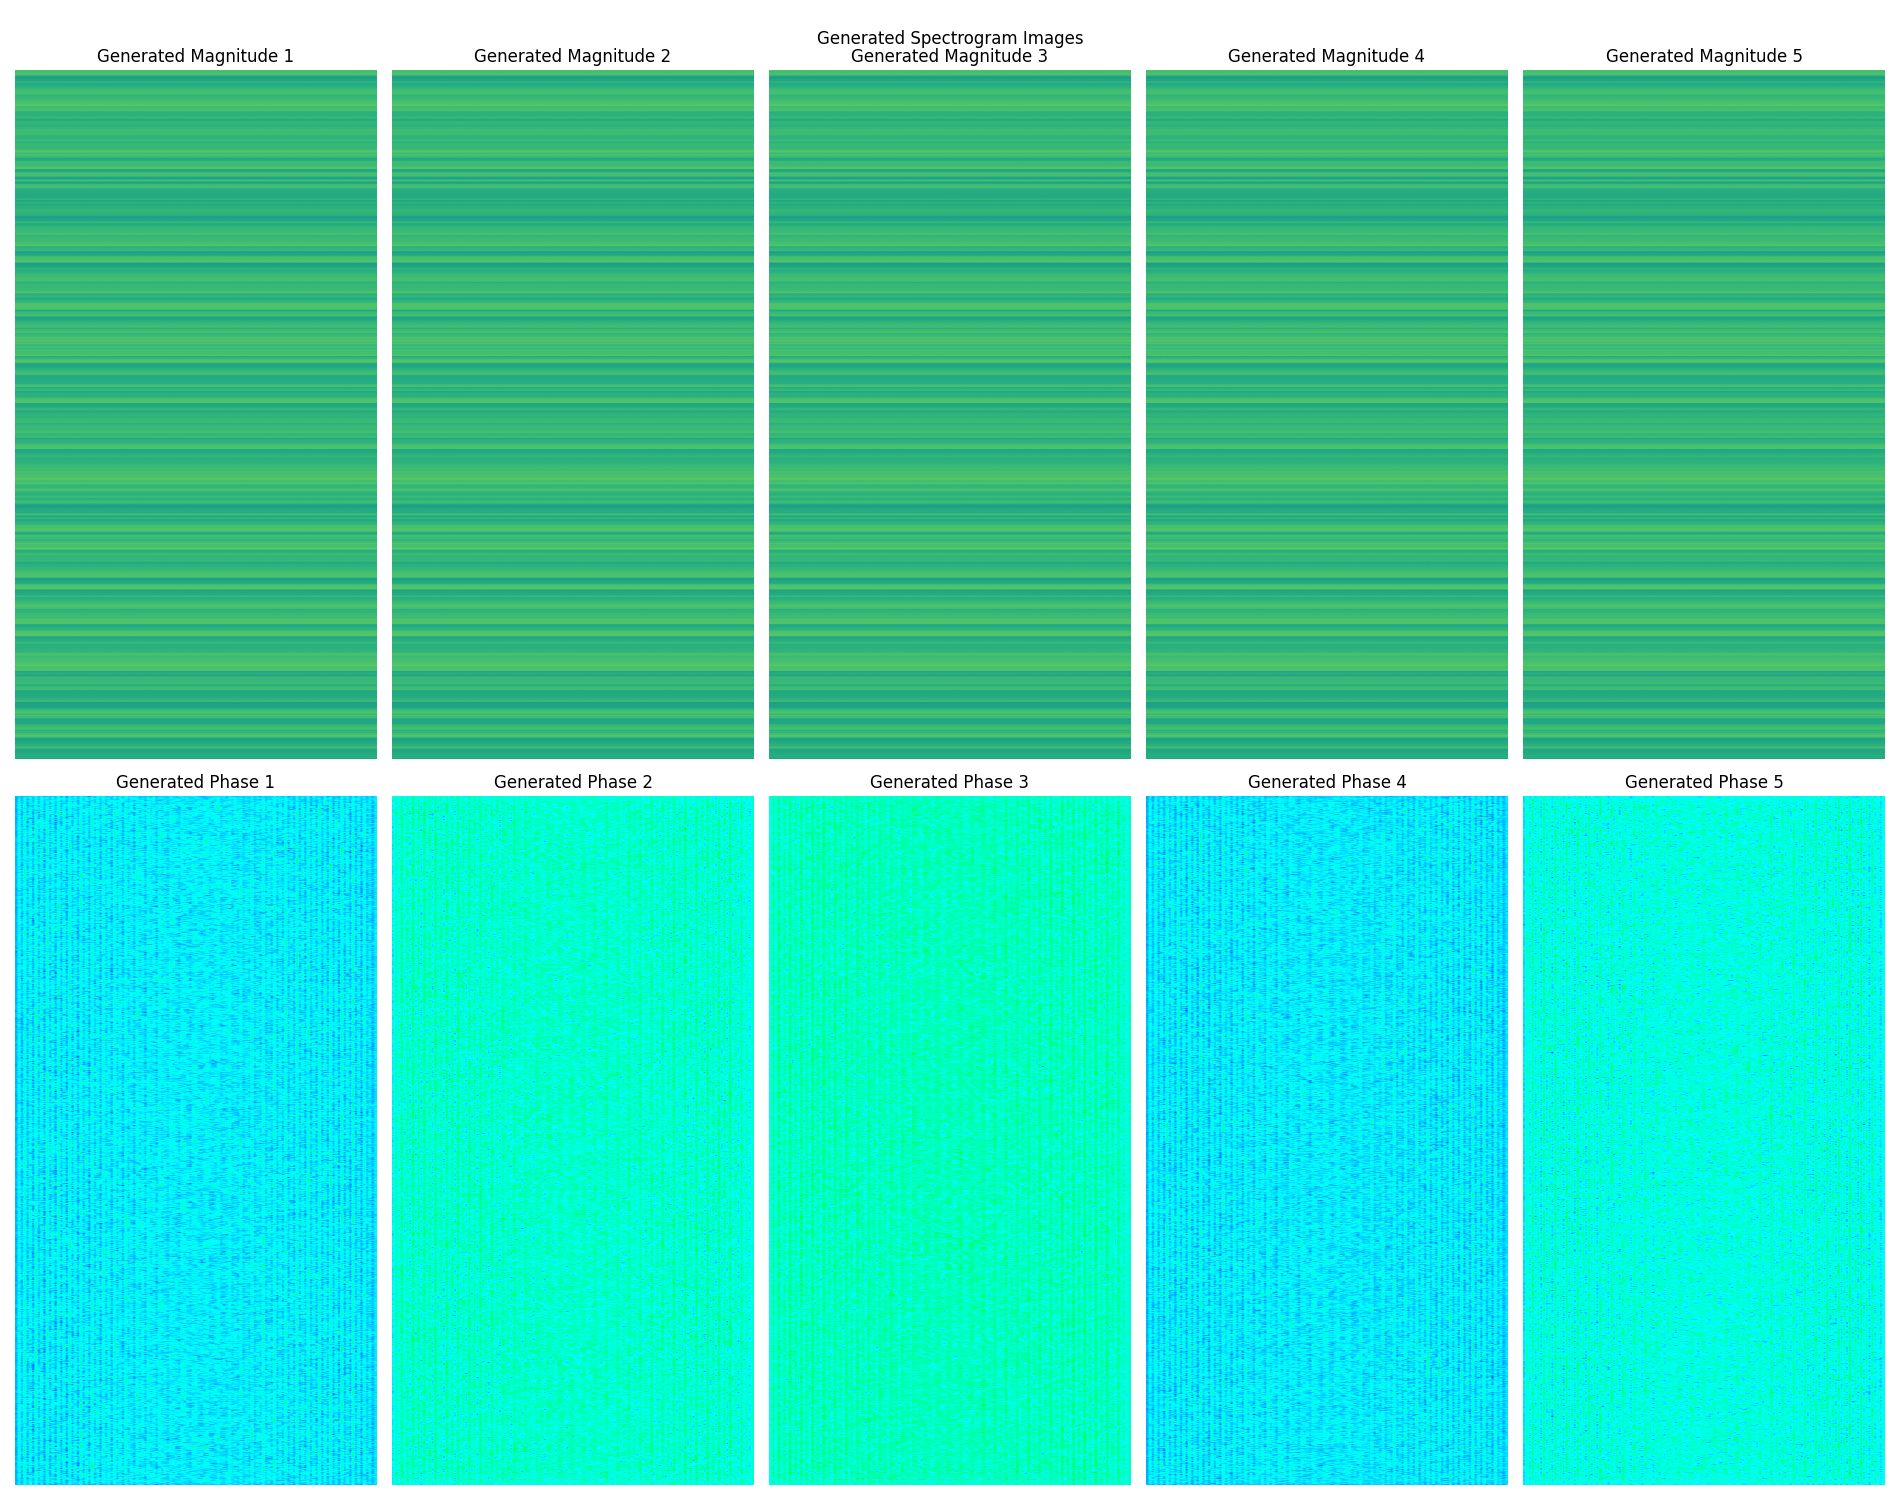 Generated Spectrogram Images
Generated Magnitude 1
Generated Magnitude 2
Generated Magnitude 3
Generated Magnitude 4
Generated Magnitude 5
Generated Phase 1
Generated Phase 2
Generated Phase 3
Generated Phase 4
Generated Phase 5